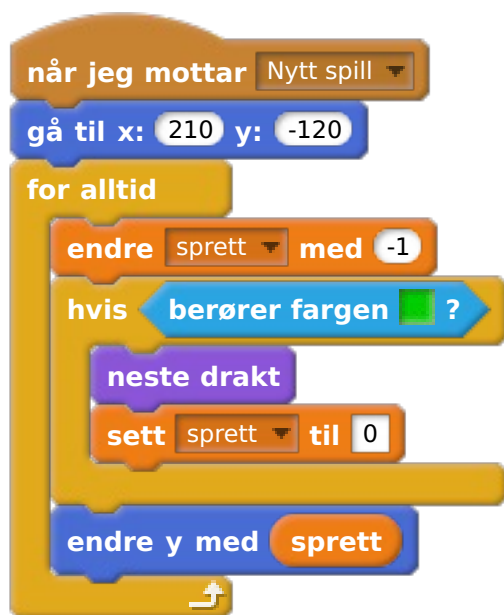 når jeg mottar Nytt spill
gå til x: 210 y: -120
for alltid
endre sprett med -1
hvis berører fargen ?
neste drakt
sett sprett til 0
endre y med sprett